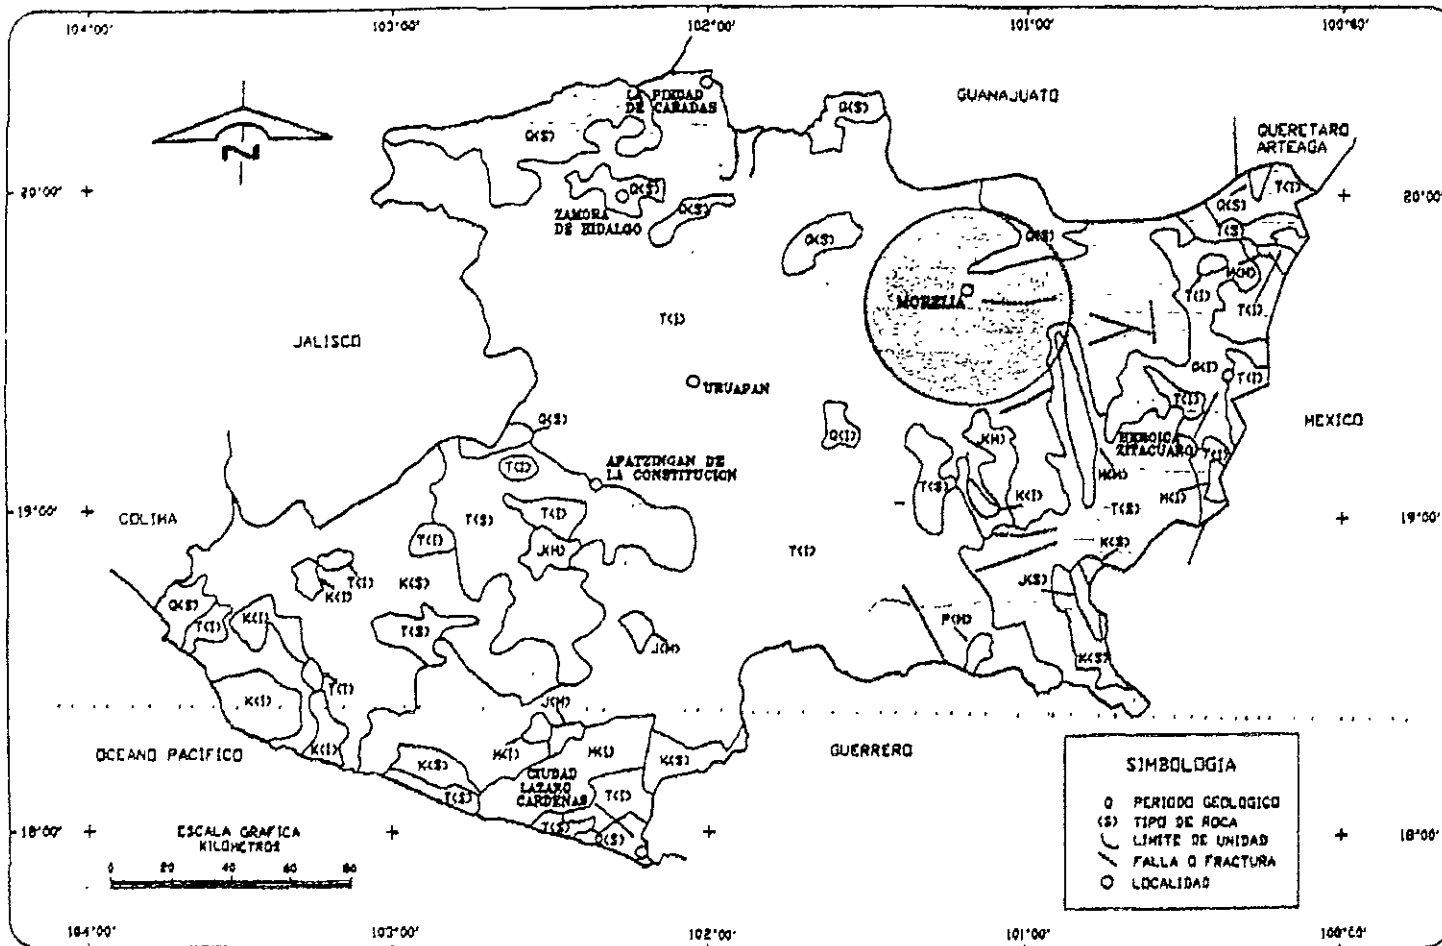 104°00'
103°00'
102°00'
101°00'
100°00'
GUANAJUATO
QUERETARO
ARTEAGA
LA PIEDAD
DE CABADAS
Q(S)
Q(S)
20°00'
Q(S)
T(I)
Q(S)
20°00'
ZAMORA
DE HIDALGO
Q(S)
Q(S)
Q(S)
T(S)
M(M)
T(I)
T(I)
MORELIA
T(I)
JALISCO
URUAPAN
Q(I)
T(I)
T(I)
MEXICO
Q(S)
Q(I)
J(M)
HEROICA
ZITACUARO
T(I)
T(I)
APATZINGAN DE
LA CONSTITUCION
T(S)
M(M)
K(I)
M(I)
T(S)
COLIMA
19°00'
T(S)
T(I)
19°00'
T(I)
J(M)
T(I)
K(S)
T(I)
K(I)
K(S)
J(S)
Q(S)
T(I)
K(I)
T(S)
J(M)
P(M)
K(S)
T(I)
K(I)
J(M)
OCEANO PACIFICO
K(I)
K(S)
M(I)
M(I)
K(S)
GUERRERO
CIUDAD
LAZARO
CARDENAS
T(S)
T(I)
T(S)
Q(S)
18°00'
18°00'
ESCALA GRAFICA
KILOMETROS
0 20 40 60 80
SIMBOLOGIA
Q PERIODO GEOLOGICO
(S) TIPO DE ROCA
LIMITE DE UNIDAD
FALLA O FRACTURA
LOCALIDAD
104°00'
103°00'
102°00'
101°00'
100°00'
N